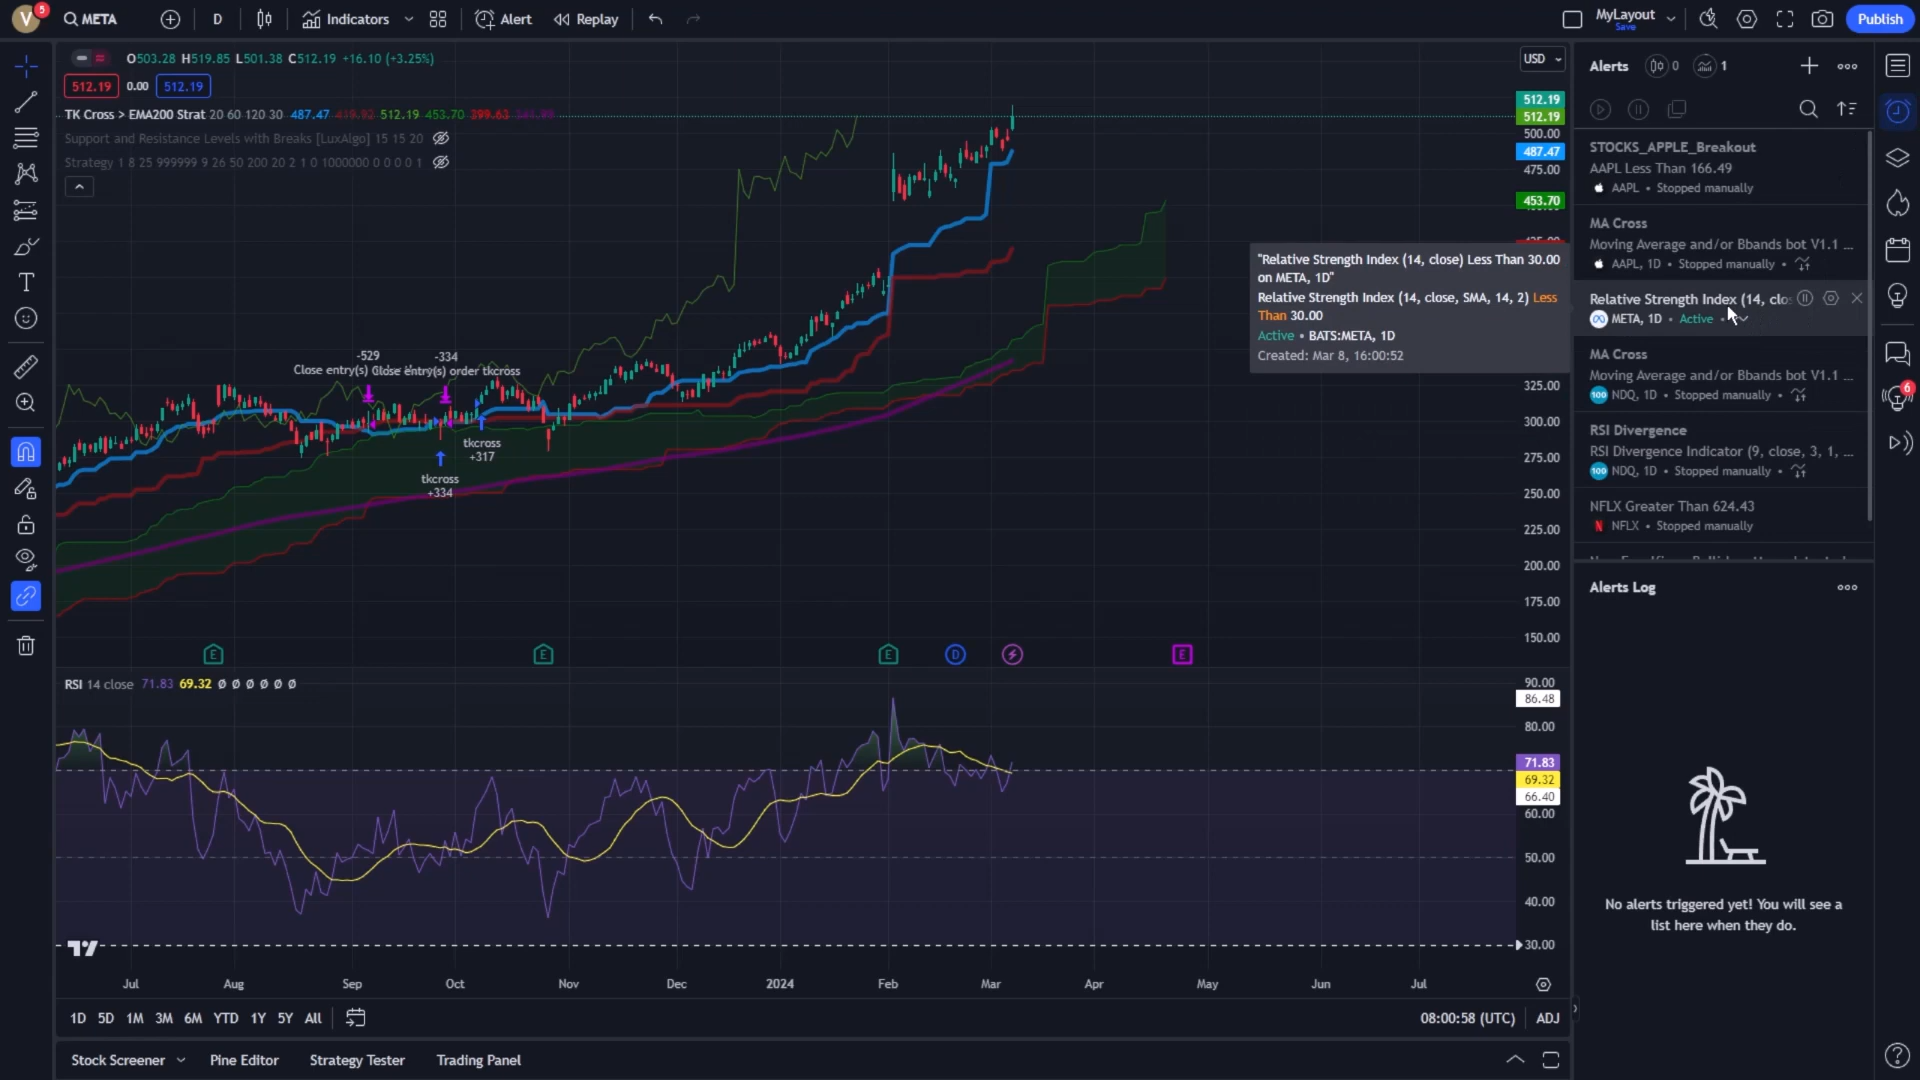 V
5
META
D
Indicators
Alert
Replay
MyLayout
Save
Publish
O503.28 H519.85 L501.38 C512.19 +16.10 (+3.25%)
512.19
0.00
512.19
TK Cross > EMA200 Strat 20 60 120 30 487.47 419.92 512.19 453.70 399.63
Support and Resistance Levels with Breaks [LuxAlgo] 15 15 20
Strategy 1 8 25 999999 9 26 50 200 20 2 1 0 1000000 0 0 0 0 1
USD
512.19
512.19
500.00
487.47
475.00
453.70
325.00
300.00
275.00
250.00
225.00
200.00
175.00
150.00
-529
-334
Close entry(s)
Close entry(s) order tkcross
tkcross
+317
tkcross
+334
"Relative Strength Index (14, close) Less Than 30.00
on META, 1D"
Relative Strength Index (14, close, SMA, 14, 2) Less
Than 30.00
Active • BATS:META, 1D
Created: Mar 8, 16:00:52
E
E
E
D
E
RSI 14 close 71.83 69.32 Ø Ø Ø Ø Ø Ø
90.00
86.48
80.00
71.83
69.32
66.40
60.00
50.00
40.00
30.00
Jul
Aug
Sep
Oct
Nov
Dec
2024
Feb
Mar
Apr
May
Jun
Jul
1D
5D
1M
3M
6M
YTD
1Y
5Y
All
08:00:58 (UTC)
ADJ
Stock Screener
Pine Editor
Strategy Tester
Trading Panel
Alerts
0
1
STOCKS_APPLE_Breakout
AAPL Less Than 166.49
AAPL • Stopped manually
MA Cross
Moving Average and/or Bbands bot V1.1 ...
AAPL, 1D • Stopped manually •
Relative Strength Index (14, clo
META, 1D • Active •
MA Cross
Moving Average and/or Bbands bot V1.1 ...
100 NDQ, 1D • Stopped manually •
RSI Divergence
RSI Divergence Indicator (9, close, 3, 1, ...
100 NDQ, 1D • Stopped manually •
NFLX Greater Than 624.43
N NFLX • Stopped manually
Alerts Log
No alerts triggered yet! You will see a
list here when they do.
6